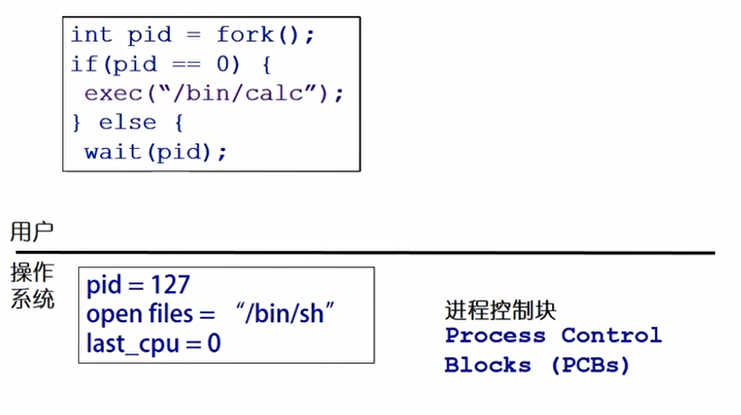 int pid = fork();
if(pid == 0) {
exec(“/bin/calc”);
} else {
wait(pid);
用户
操作
系统
pid = 127
open files = “/bin/sh”
last_cpu = 0
进程控制块
Process Control
Blocks (PCBs)